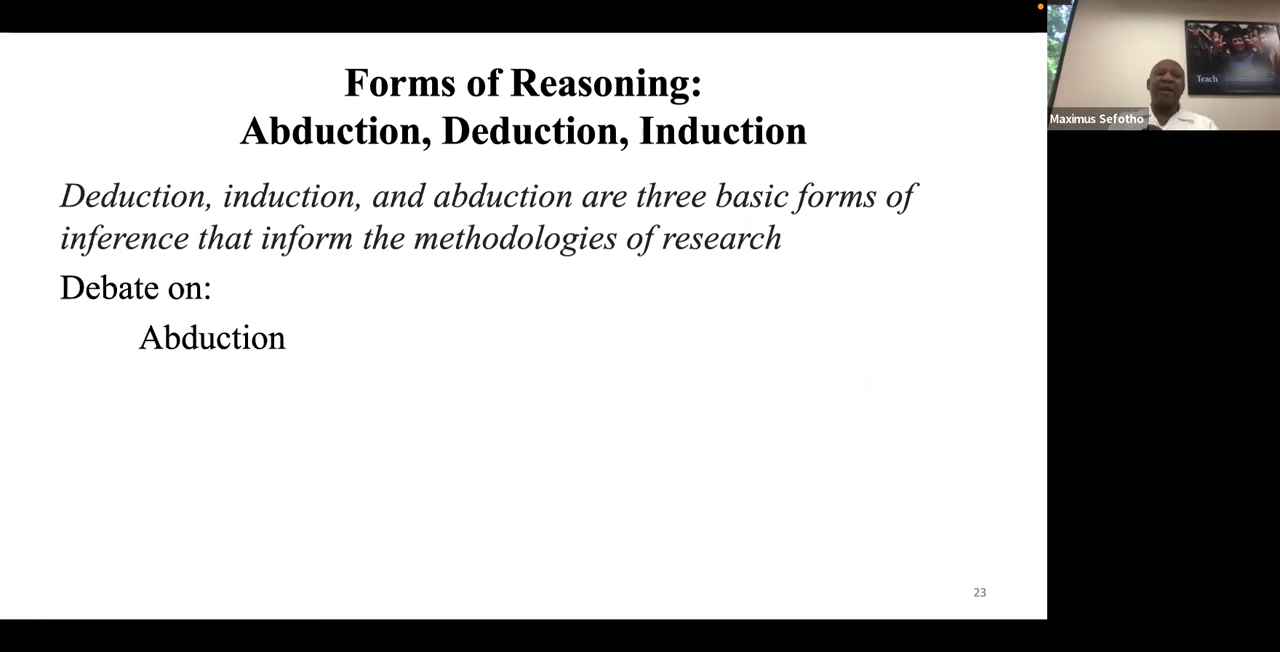 Forms of Reasoning:
Abduction, Deduction, Induction
Deduction, induction, and abduction are three basic forms of
inference that inform the methodologies of research
Debate on:
Abduction
23
Teach
Maximus Sefotho